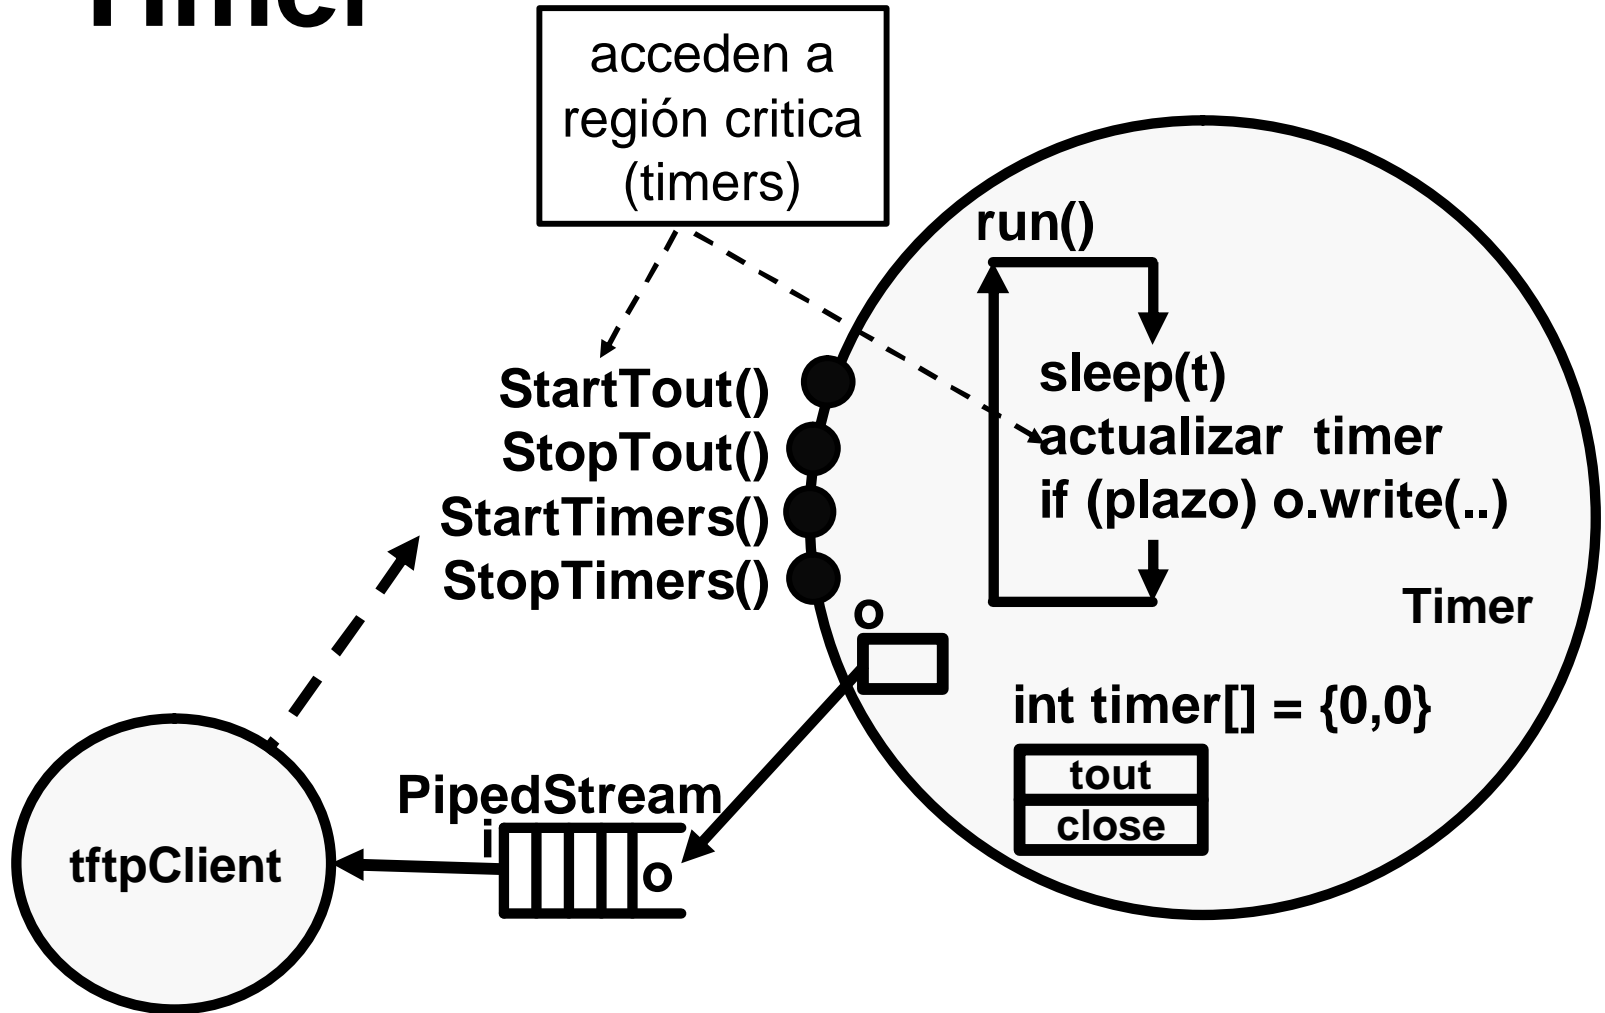 Timer
acceden a
región critica
(timers)
run()
sleep(t)
actualizar timer
if (plazo) o.write(..)
StartTout()
StopTout()
StartTimers()
StopTimers()
o
Timer
int timer[] = {0,0}
tout
close
PipedStream
i
o
tftpClient